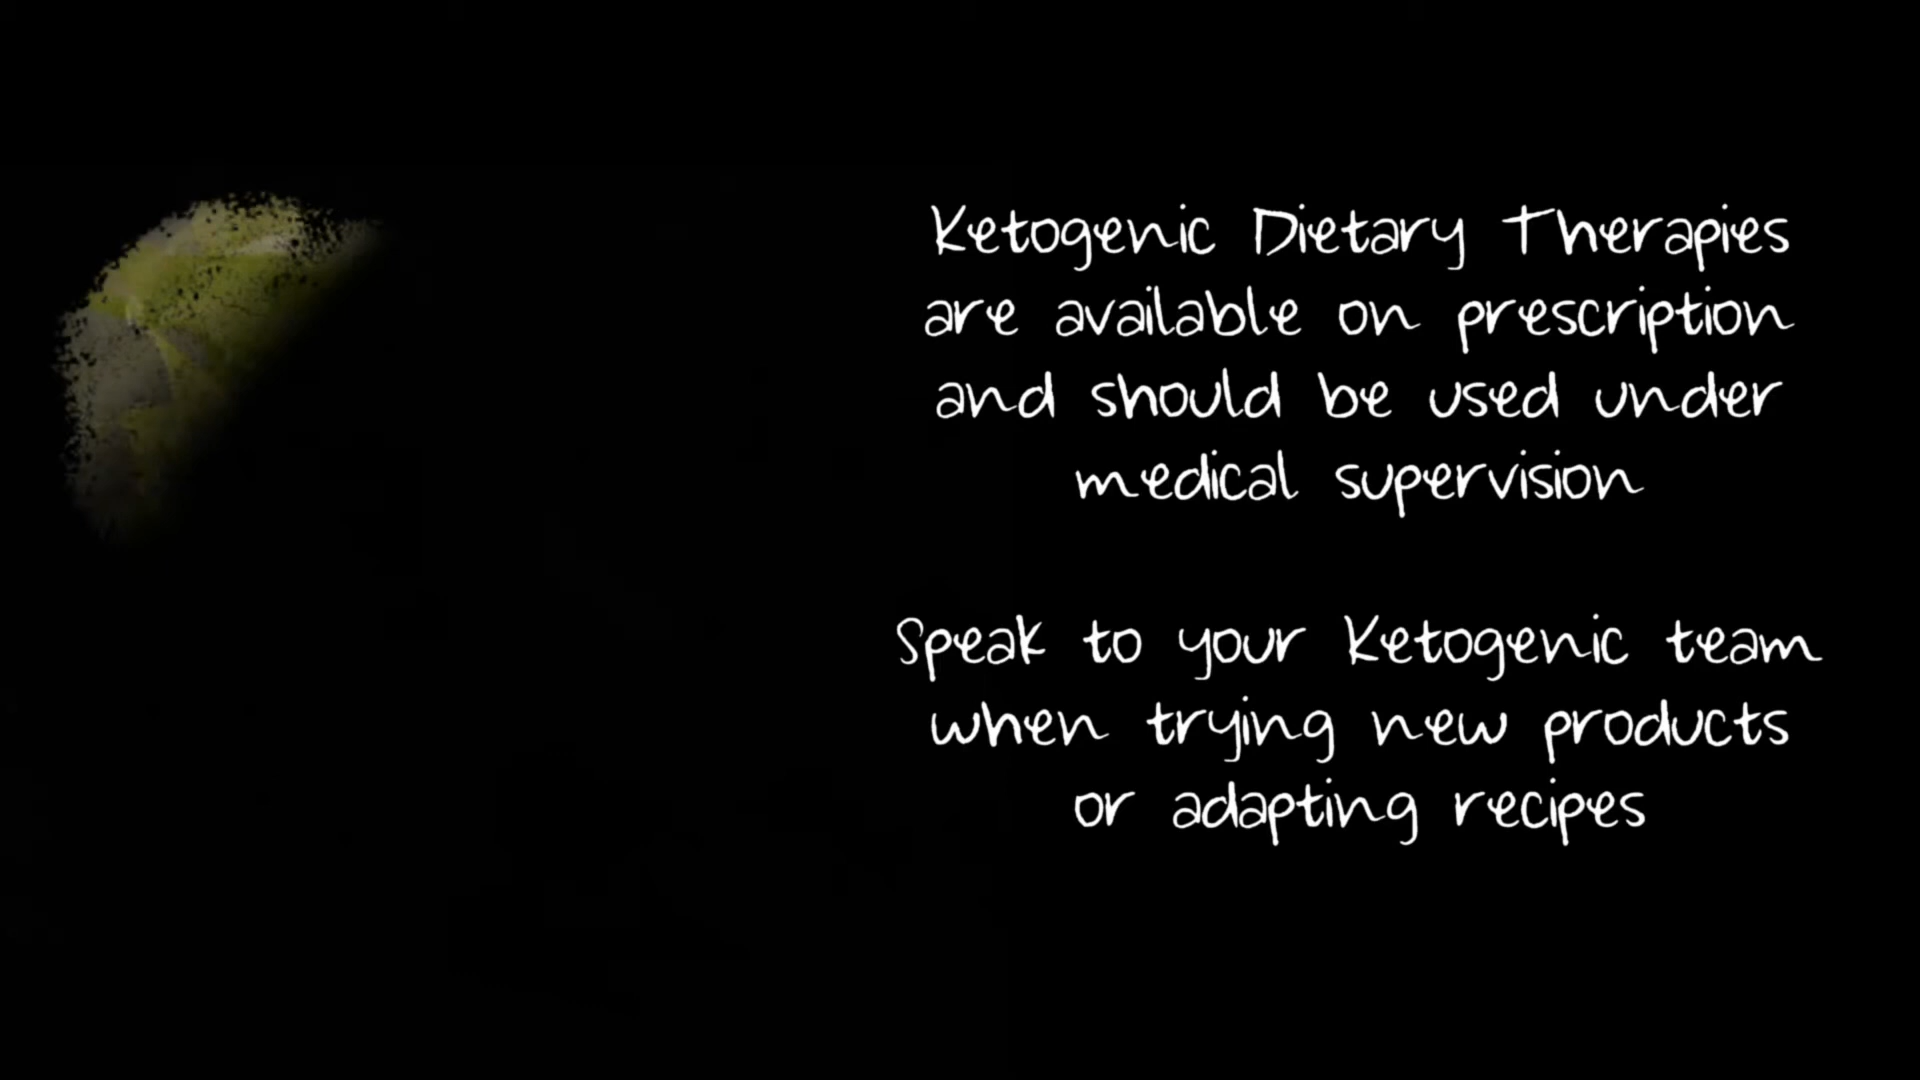 Ketogenic Dietary Therapies
are available on prescription
and should be used under
medical supervision
Speak to your Ketogenic team
when trying new products
or adapting recipes